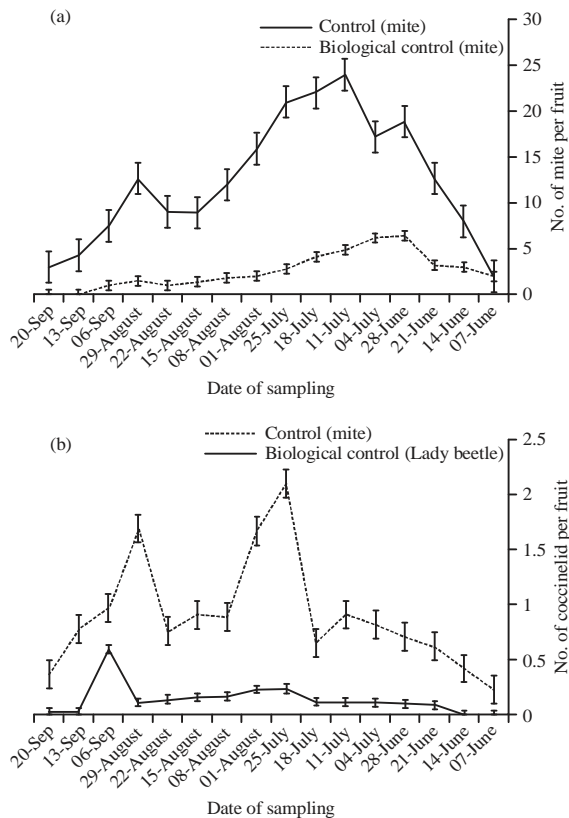 (a)
Control (mite)
Biological control (mite)
30
25
20
15
10
5
0
No. of mite per fruit
20-Sep
13-Sep
06-Sep
29-August
22-August
15-August
08-August
01-August
25-July
18-July
11-July
04-July
28-June
21-June
14-June
07-June
Date of sampling
(b)
Control (mite)
Biological control (Lady beetle)
2.5
2
1.5
1
0.5
0
No. of coccinelid per fruit
20-Sep
13-Sep
06-Sep
29-August
22-August
15-August
08-August
01-August
25-July
18-July
11-July
04-July
28-June
21-June
14-June
07-June
Date of sampling